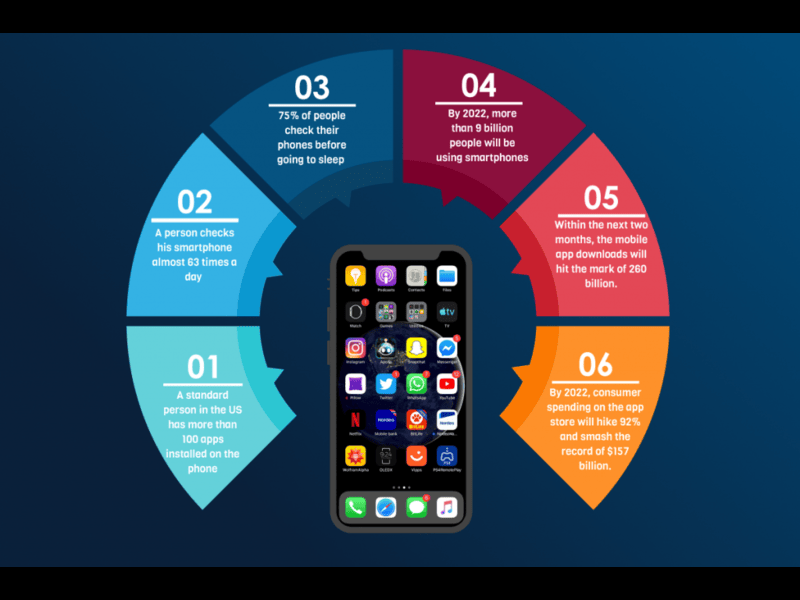 03
75% of people
check their
phones before
going to sleep
04
By 2022, more
than 9 billion
people will be
using smartphones
02
A person checks
his smartphone
almost 63 times a
day
05
Within the next two
months, the mobile
app downloads will
hit the mark of 260
billion.
01
A standard
person in the US
has more than
100 apps
installed on the
phone
06
By 2022, consumer
spending on the app
store will hike 92%
and smash the
record of $157
billion.
Tips Podcasts Contacts Files
Watch Games Utilities TV
tv
Instagram Snapchat Messenger
Twitter WhatsApp YouTube
Netflix
WolframAlpha PS4 Remote Play